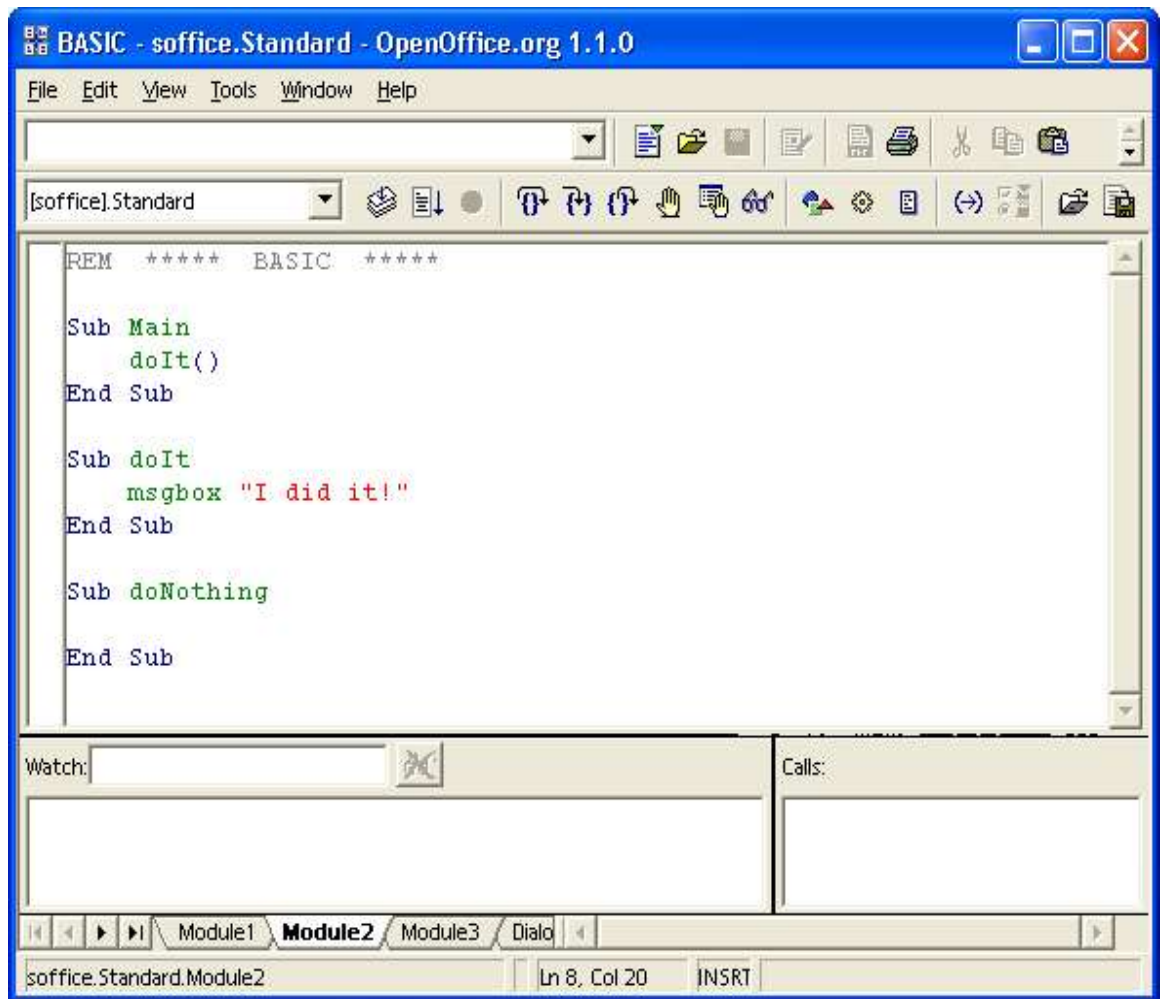 BASIC - soffice.Standard - OpenOffice.org 1.1.0
File Edit View Tools Window Help
[soffice].Standard
REM ***** BASIC *****
Sub Main
doIt()
End Sub
Sub doIt
msgbox "I did it!"
End Sub
Sub doNothing
End Sub
Watch:
Calls:
Module1 Module2 Module3 Dialo
soffice.Standard.Module2 Ln 8, Col 20 INSRT